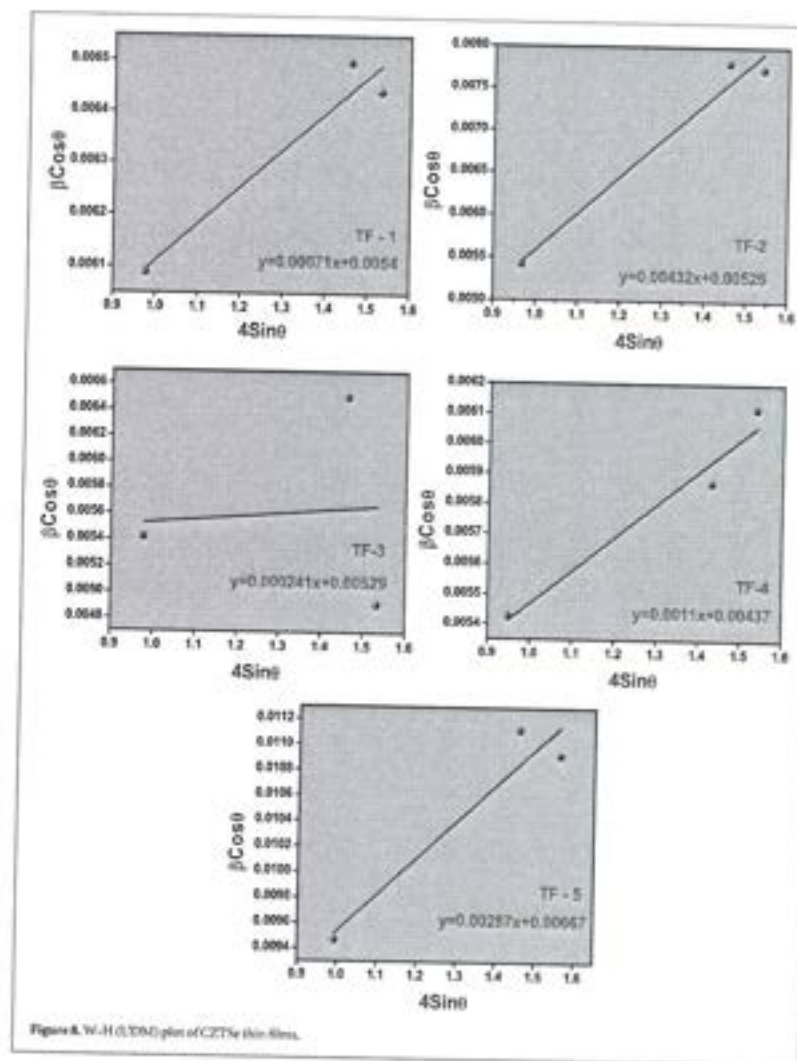 0.0065
0.0064
0.0063
0.0062
0.0061
βCosθ
TF - 1
y=0.00071x+0.0054
0.9 1.0 1.1 1.2 1.3 1.4 1.5 1.6
4Sinθ
0.0080
0.0075
0.0070
0.0065
0.0060
0.0055
0.0050
βCosθ
TF-2
y=0.00432x+0.00526
0.9 1.0 1.1 1.2 1.3 1.4 1.5 1.6
4Sinθ
0.0066
0.0064
0.0062
0.0060
0.0058
0.0056
0.0054
0.0052
0.0050
0.0048
βCosθ
TF-3
y=0.000241x+0.00529
0.9 1.0 1.1 1.2 1.3 1.4 1.5 1.6
4Sinθ
0.0062
0.0061
0.0060
0.0059
0.0058
0.0057
0.0056
0.0055
0.0054
βCosθ
TF-4
y=0.0011x+0.00437
0.9 1.0 1.1 1.2 1.3 1.4 1.5 1.6
4Sinθ
0.0112
0.0110
0.0108
0.0106
0.0104
0.0102
0.0100
0.0098
0.0096
0.0094
βCosθ
TF - 5
y=0.00287x+0.00667
0.9 1.0 1.1 1.2 1.3 1.4 1.5 1.6
4Sinθ
Figure 8. W-H (UDM) plot of CZTSe thin films.